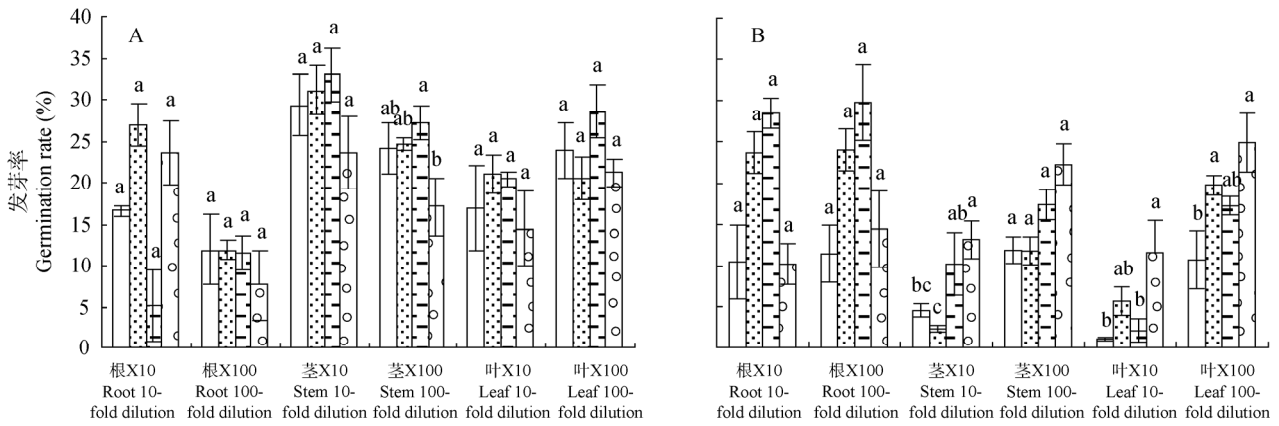 发芽率
Germination rate (%)
40
35
30
25
20
15
10
5
0
A
a
a
a
a
a
a
a
a
a
a
a
a
ab
ab
a
b
a
a
a
a
a
a
a
a
根X10
Root 10-
fold dilution
根X100
Root 100-
fold dilution
茎X10
Stem 10-
fold dilution
茎X100
Stem 100-
fold dilution
叶X10
Leaf 10-
fold dilution
叶X100
Leaf 100-
fold dilution
B
a
a
a
a
a
a
a
a
bc
c
ab
a
a
a
a
a
b
ab
b
a
b
a
ab
a
根X10
Root 10-
fold dilution
根X100
Root 100-
fold dilution
茎X10
Stem 10-
fold dilution
茎X100
Stem 100-
fold dilution
叶X10
Leaf 10-
fold dilution
叶X100
Leaf 100-
fold dilution